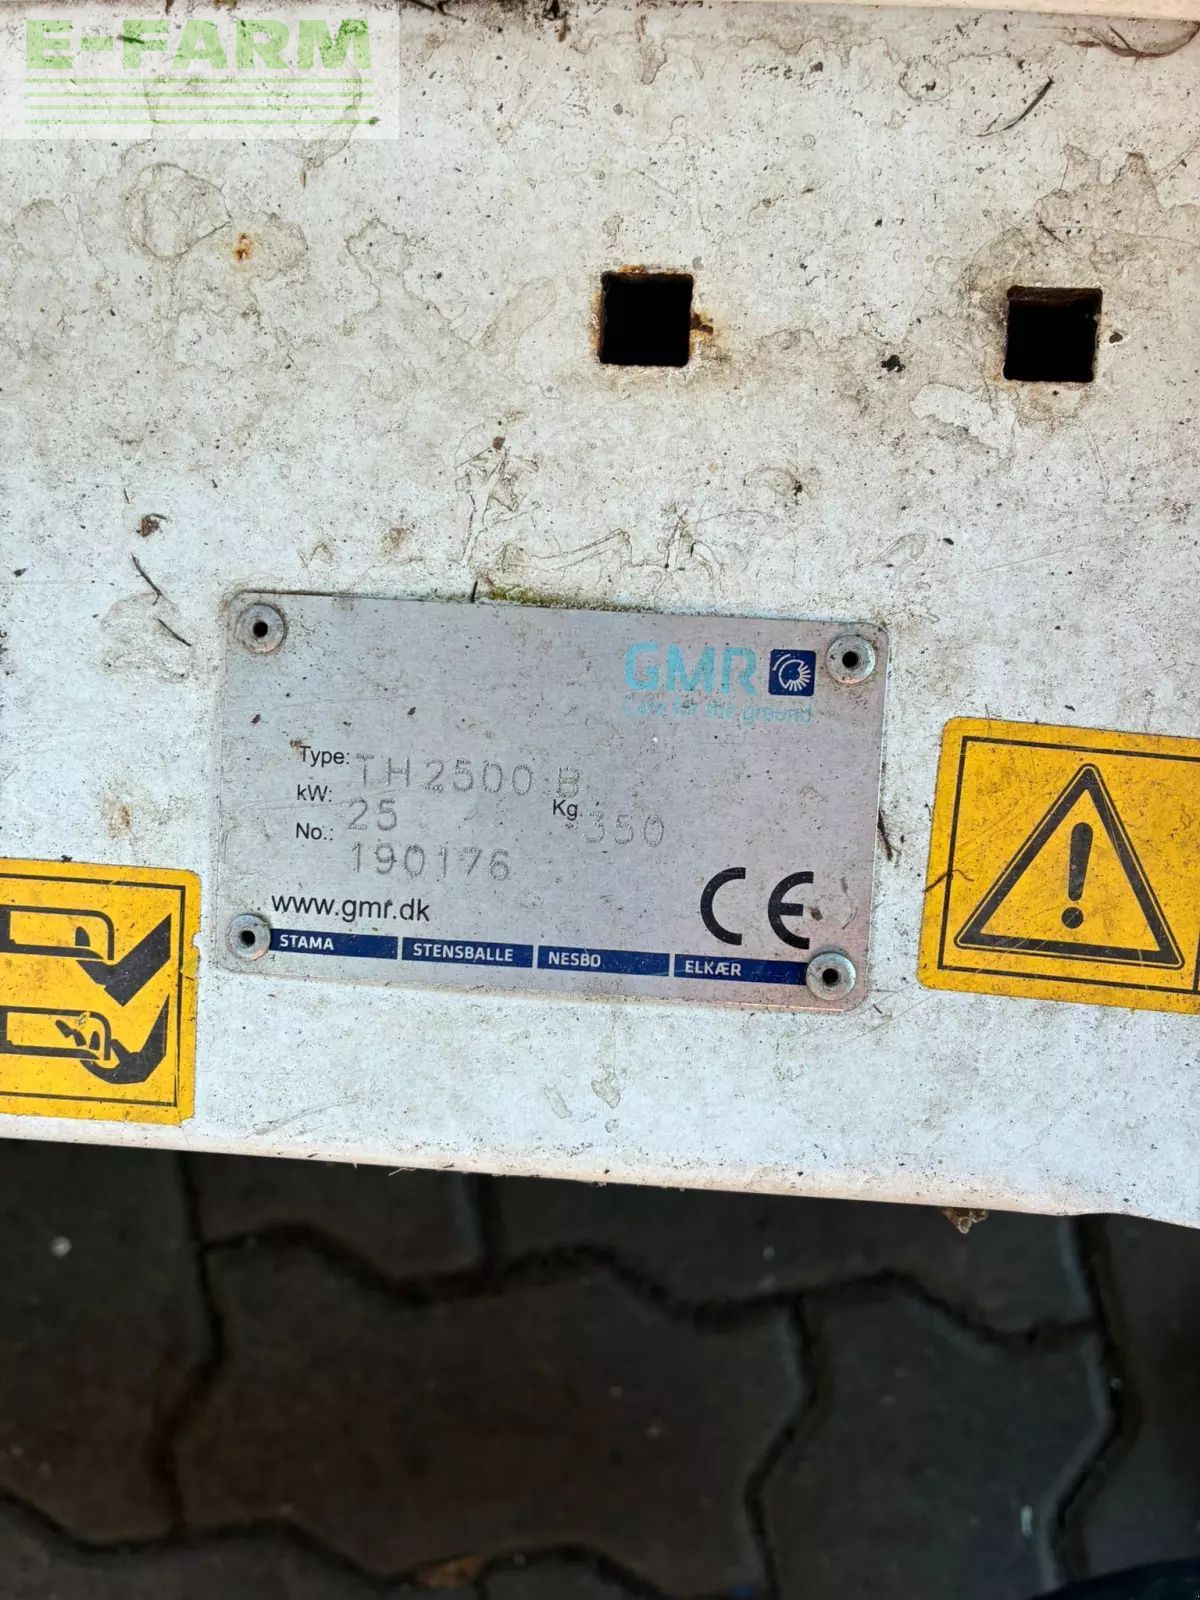 E-FARM
GMR
Care for the ground
Type: TH2500 B
kW: 25 Kg. 350
No.: 190176
www.gmr.dk
CE
STAMA STENSBALLE NESBO ELKÆR